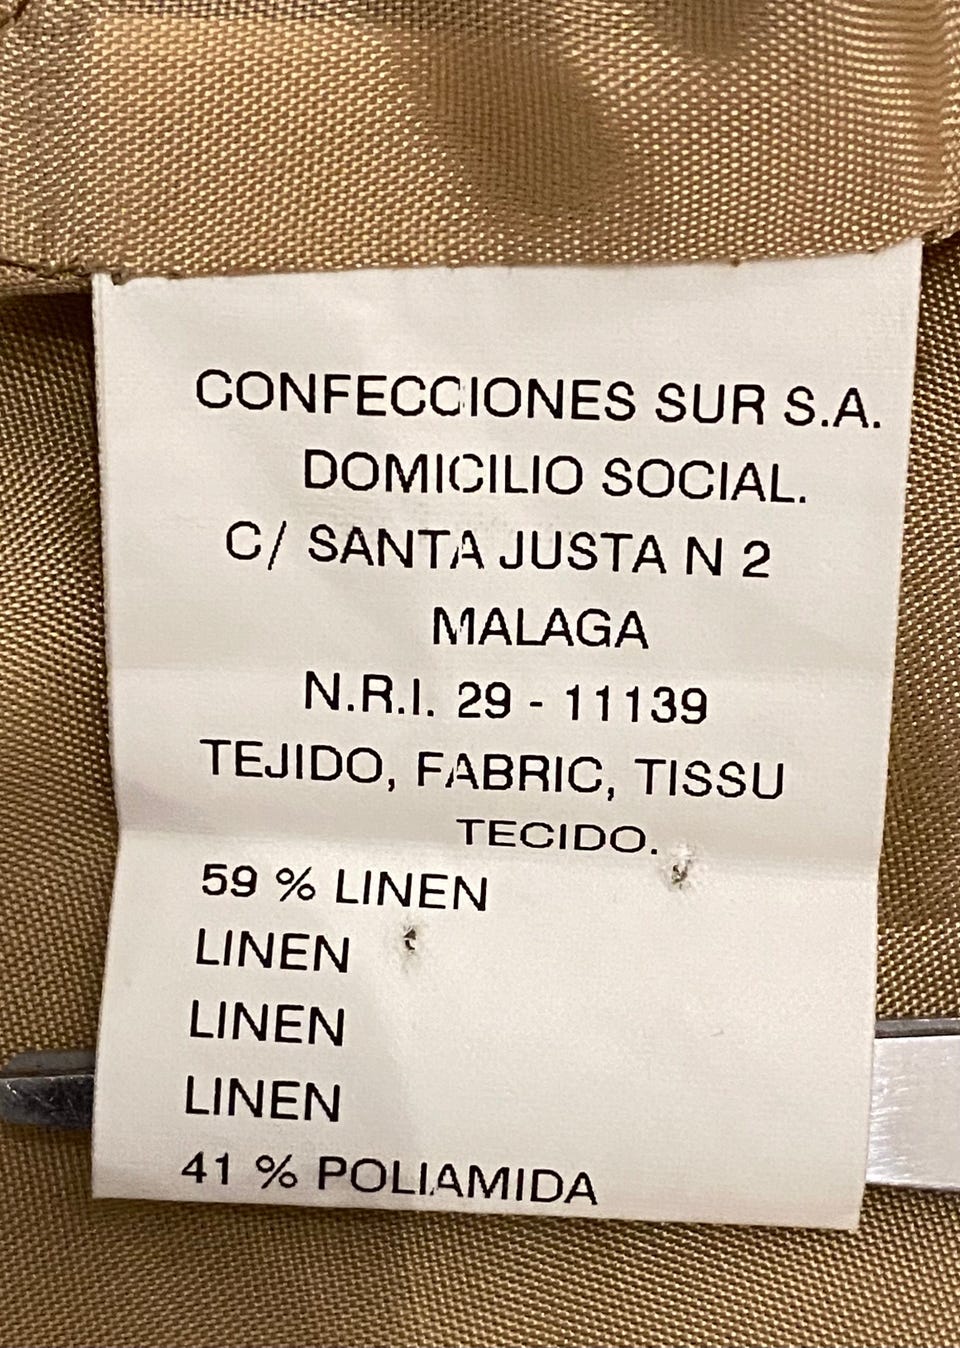 CONFECCIONES SUR S.A.
DOMICILIO SOCIAL.
C/ SANTA JUSTA N 2
MALAGA
N.R.I. 29 - 11139
TEJIDO, FABRIC, TISSU
TECIDO.
59 % LINEN
LINEN
LINEN
LINEN
41 % POLIAMIDA